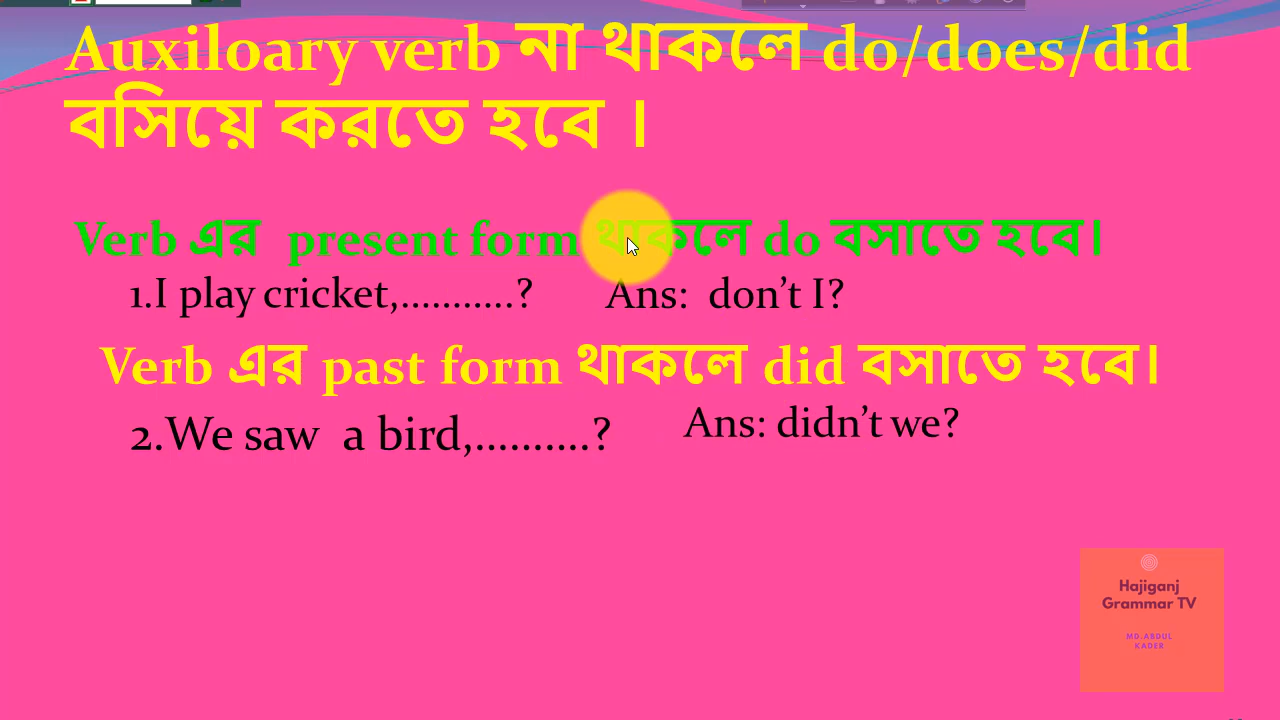 Auxiloary verb না থাকলে do/does/did
বসিয়ে করতে হবে ।
Verb এর present form থাকলে do বসাতে হবে।
1.I play cricket,...........? Ans: don't I?
Verb এর past form থাকলে did বসাতে হবে।
2.We saw a bird,..........? Ans: didn't we?
Hajiganj
Grammar TV
MD.ABDUL
KADER